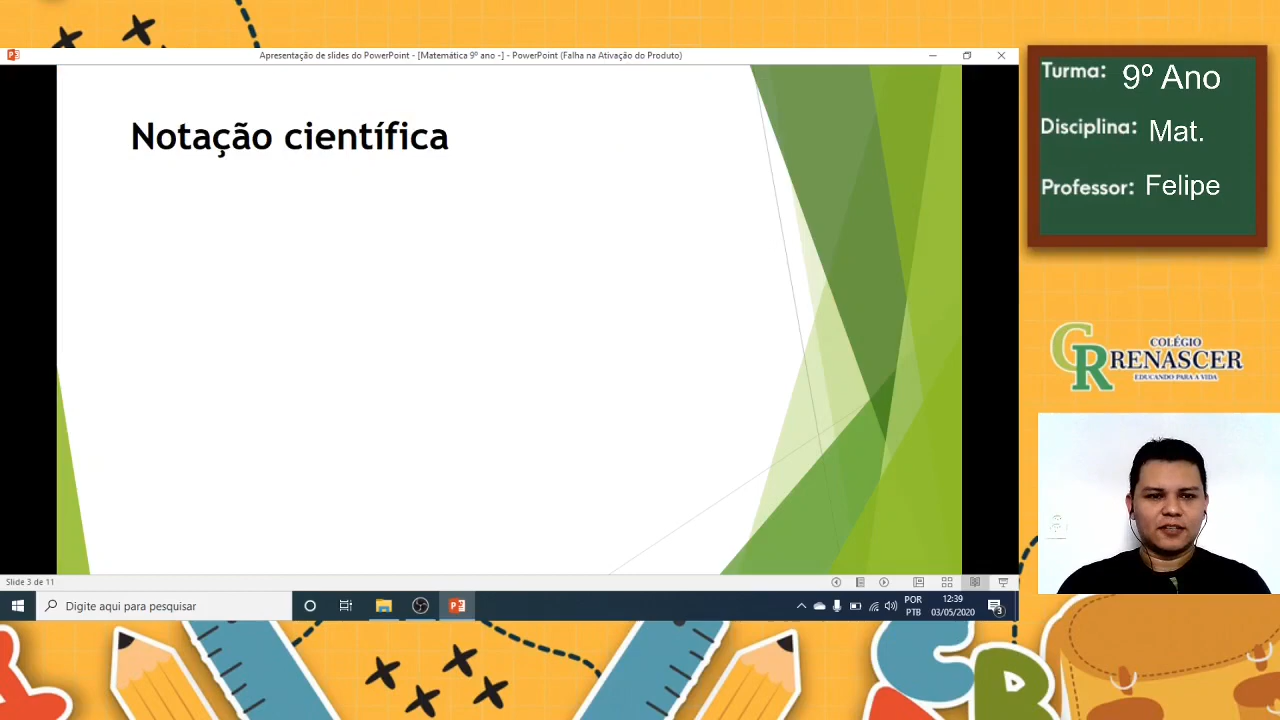 Apresentação de slides do PowerPoint - [Matemática 9º ano -] - PowerPoint (Falha na Ativação do Produto)
Notação científica
Turma: 9º Ano
Disciplina: Mat.
Professor: Felipe
CR
COLÉGIO
RENASCER
EDUCANDO PARA A VIDA
Slide 3 de 11
Digite aqui para pesquisar
POR
PTB
12:39
03/05/2020
3